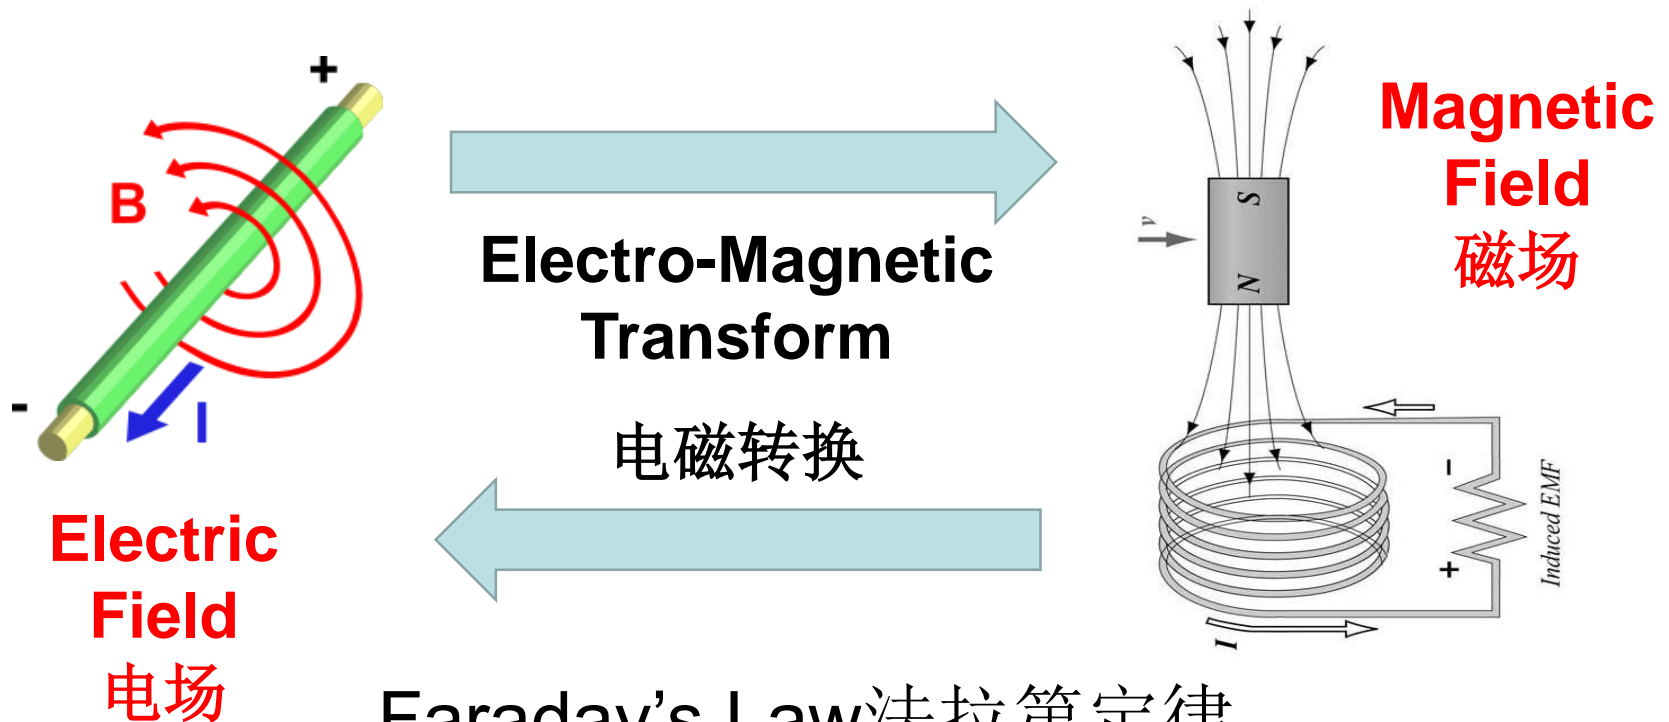 +
B
-
I
Electric
Field
电场
Electro-Magnetic
Transform
电磁转换
Magnetic
Field
磁场
v
S
N
-
+
Induced EMF
I
Faraday's Law法拉第定律